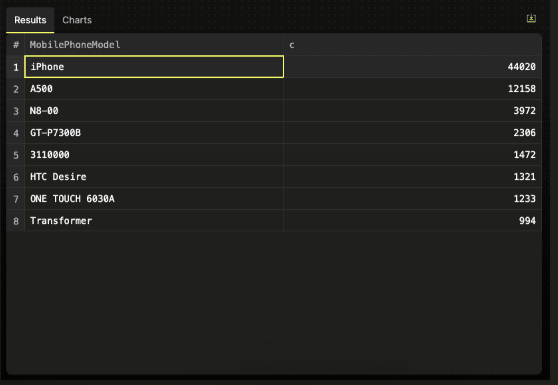 Results Charts
# MobilePhoneModel c
1 iPhone 44020
2 A500 12158
3 N8-00 3972
4 GT-P7300B 2306
5 3110000 1472
6 HTC Desire 1321
7 ONE TOUCH 6030A 1233
8 Transformer 994